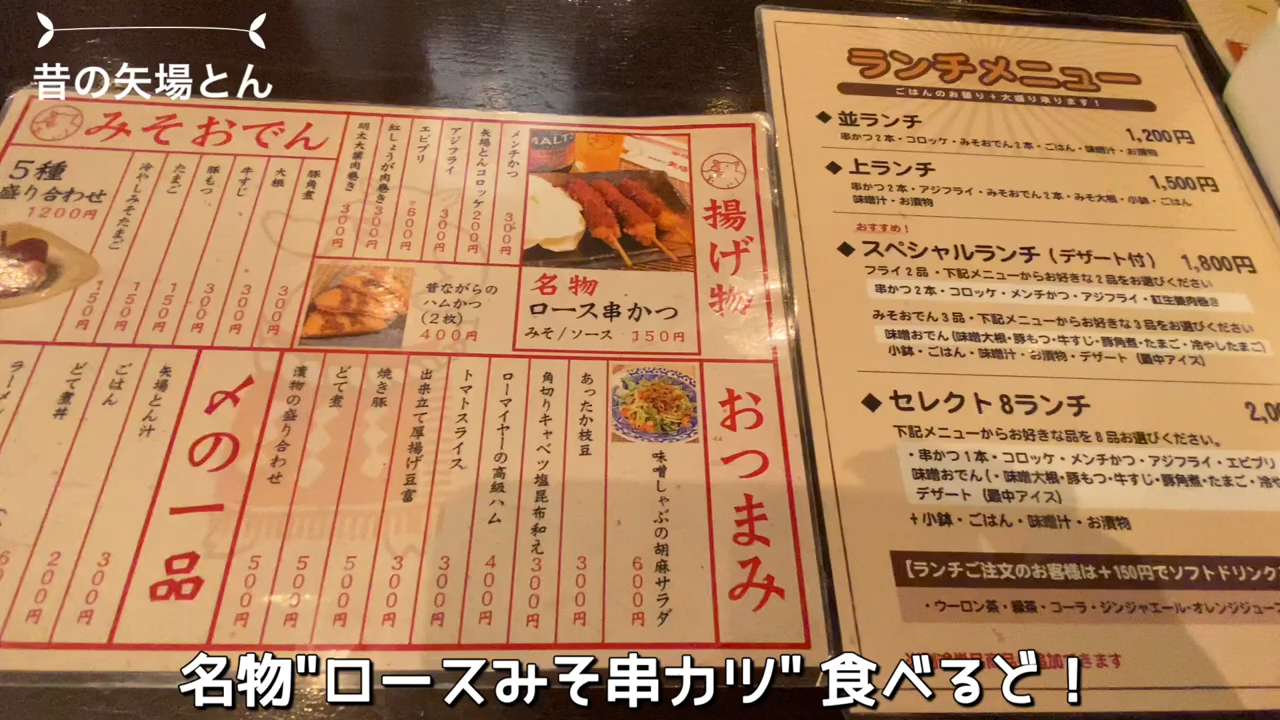 昔の矢場とん
みそおでん
5種
盛り合わせ
1200円
冷やしみそたまご 150円
たまご 150円
豚もつ 300円
牛すじ 300円
大根 300円
豚角煮
明太大葉肉巻き 300円
紅しょうが肉巻き 300円
エビプリ 600円
アジフライ 300円
矢場とんコロッケ 200円
メンチかつ 300円
揚げ物
昔ながらの
ハムかつ
(2枚)
400円
名物
ロース串かつ
みそ/ソース 150円
おつまみ
味噌しゃぶの胡麻サラダ 600円
あったか枝豆 300円
角切りキャベツ塩昆布和え 300円
ローマイヤーの高級ハム 400円
トマトスライス 300円
出来立て厚揚げ豆富 300円
焼き豚 500円
どて煮 500円
漬物の盛り合わせ 500円
〆の一品
矢場とん汁 300円
ごはん 200円
どて煮丼
ラーメン
ランチメニュー
ごはんのお替り+大盛り承ります!
◆並ランチ 1,200円
串かつ2本・コロッケ・みそおでん2本・ごはん・味噌汁・お漬物
◆上ランチ 1,500円
串かつ2本・アジフライ・みそおでん2本・みそ大根・小鉢・ごはん
味噌汁・お漬物
おすすめ!
◆スペシャルランチ(デザート付) 1,800円
フライ2品・下記メニューからお好きな2品をお選びください
串かつ2本・コロッケ・メンチかつ・アジフライ・紅生姜肉巻き
みそおでん3品・下記メニューからお好きな3品をお選びください
味噌おでん(味噌大根・豚もつ・牛すじ・豚角煮・たまご・冷やしたまご)
小鉢・ごはん・味噌汁・お漬物・デザート(最中アイス)
◆セレクト8ランチ 2,0
下記メニューからお好きな品を8品お選びください。
・串かつ1本・コロッケ・メンチかつ・アジフライ・エビプリ
味噌おでん(・味噌大根・豚もつ・牛すじ・豚角煮・たまご・冷や
デザート(最中アイス)
+小鉢・ごはん・味噌汁・お漬物
【ランチご注文のお客様は+150円でソフトドリンク
・ウーロン茶・緑茶・コーラ・ジンジャエール・オレンジジュース
名物"ロースみそ串カツ" 食べるど!